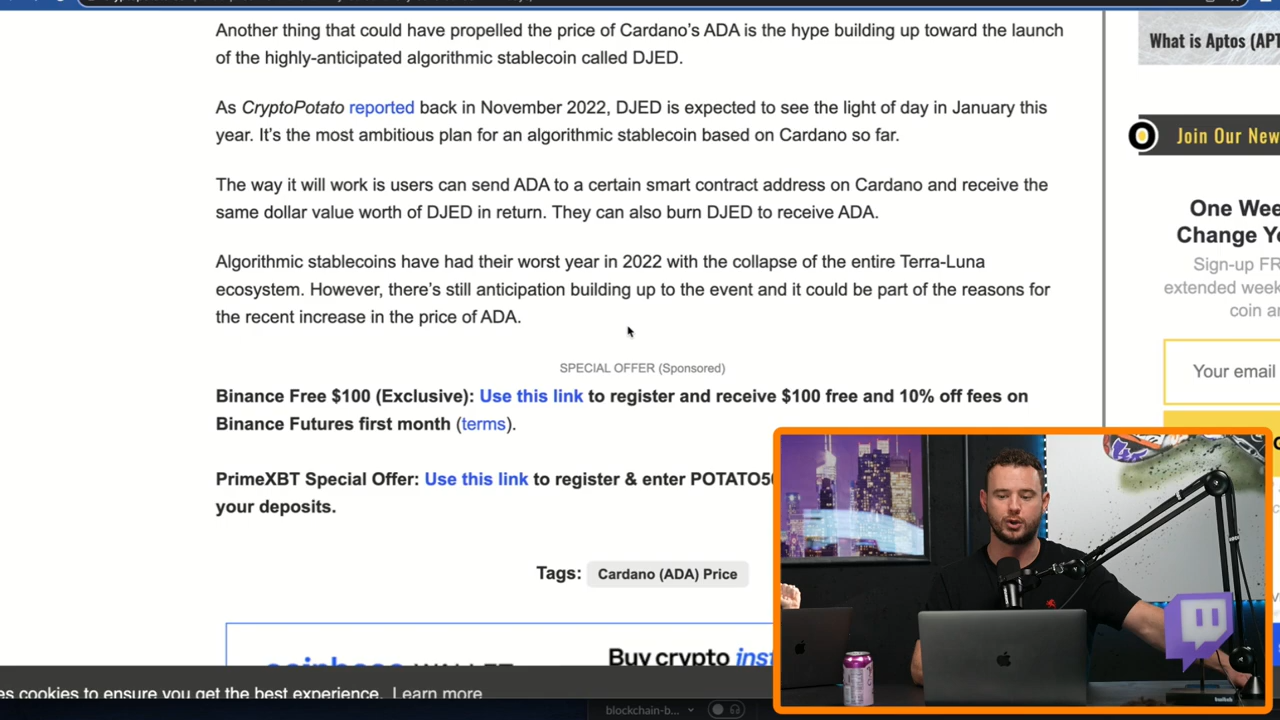 Another thing that could have propelled the price of Cardano's ADA is the hype building up toward the launch
of the highly-anticipated algorithmic stablecoin called DJED.
As CryptoPotato reported back in November 2022, DJED is expected to see the light of day in January this
year. It's the most ambitious plan for an algorithmic stablecoin based on Cardano so far.
The way it will work is users can send ADA to a certain smart contract address on Cardano and receive the
same dollar value worth of DJED in return. They can also burn DJED to receive ADA.
Algorithmic stablecoins have had their worst year in 2022 with the collapse of the entire Terra-Luna
ecosystem. However, there's still anticipation building up to the event and it could be part of the reasons for
the recent increase in the price of ADA.
SPECIAL OFFER (Sponsored)
Binance Free $100 (Exclusive): Use this link to register and receive $100 free and 10% off fees on
Binance Futures first month (terms).
PrimeXBT Special Offer: Use this link to register & enter POTATO5
your deposits.
Tags: Cardano (ADA) Price
Buy crypto inst
es cookies to ensure you get the best experience. Learn more
blockchain-b...
What is Aptos (APT
Join Our New
One Wee
Change Y
Sign-up FR
extended week
coin a
Your email